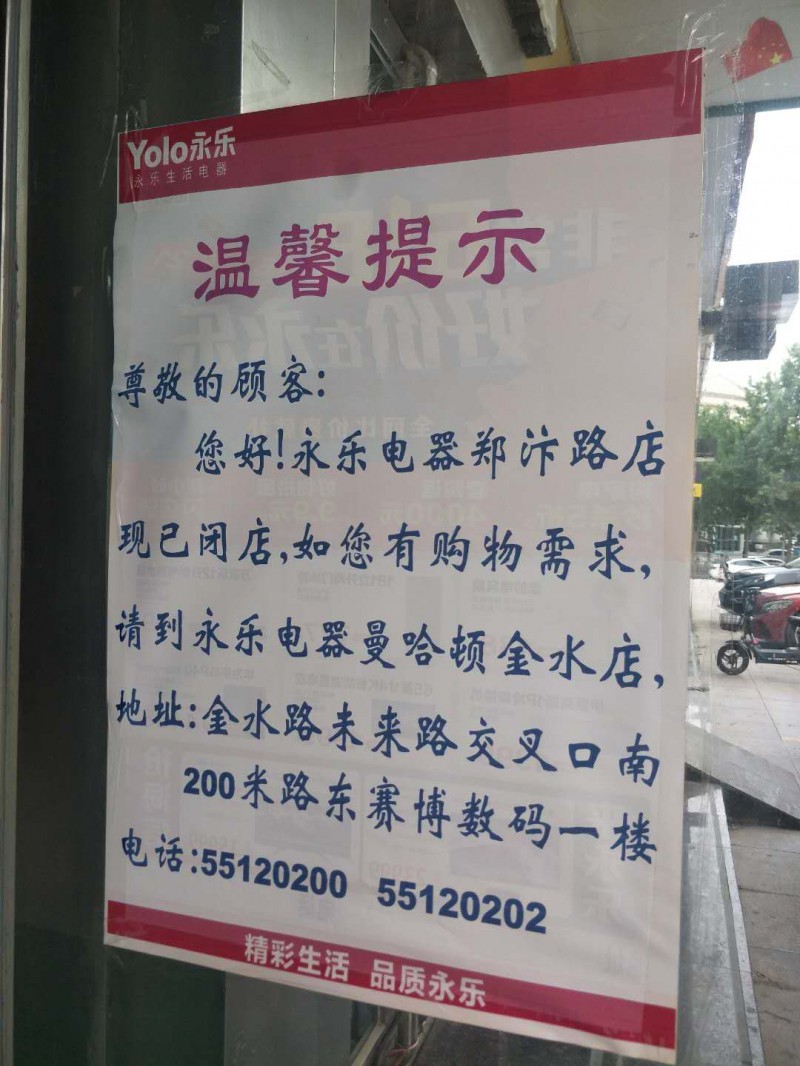 Yolo永乐
永乐生活电器
温馨提示
尊敬的顾客:
您好!永乐电器郑汴路店
现已闭店,如您有购物需求,
请到永乐电器曼哈顿金水店,
地址:金水路未来路交叉口南
200米路东赛博数码一楼
电话:55120200 55120202
精彩生活 品质永乐